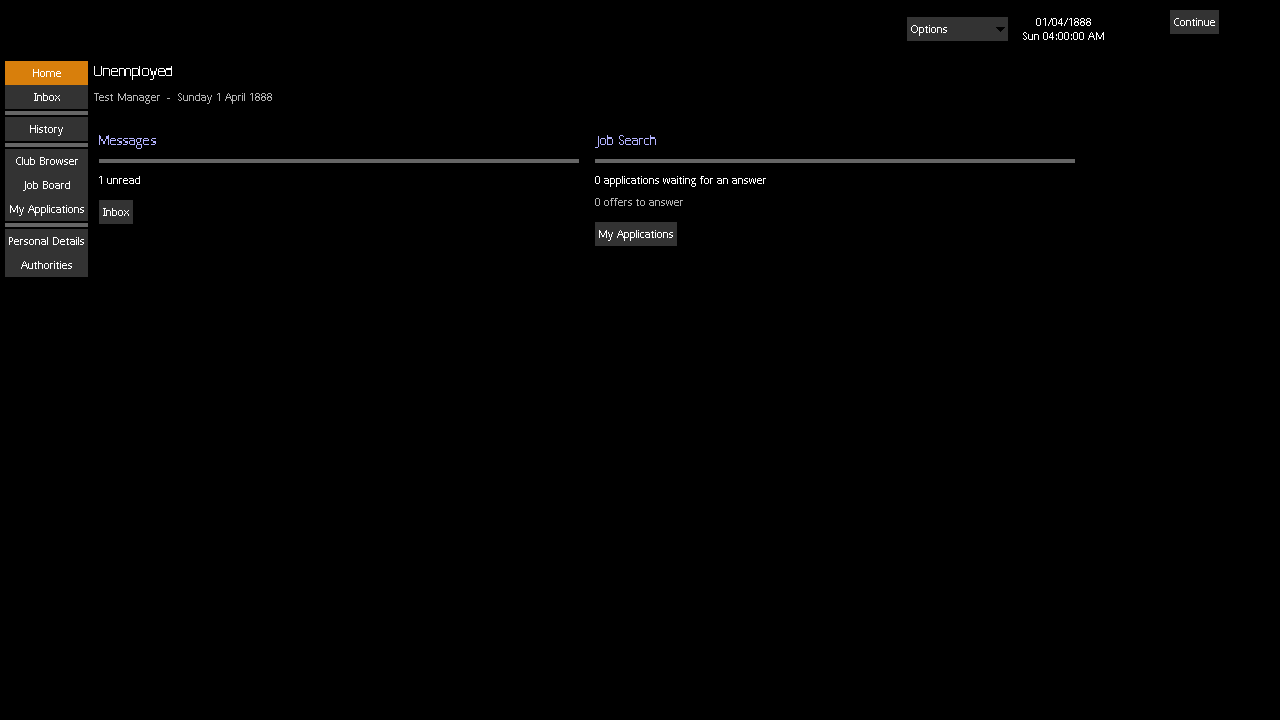 Options
01/04/1888
Sun 04:00:00 AM
Continue
Home
Inbox
History
Club Browser
Job Board
My Applications
Personal Details
Authorities
Unemployed
Test Manager - Sunday 1 April 1888
Messages
1 unread
Inbox
Job Search
0 applications waiting for an answer
0 offers to answer
My Applications